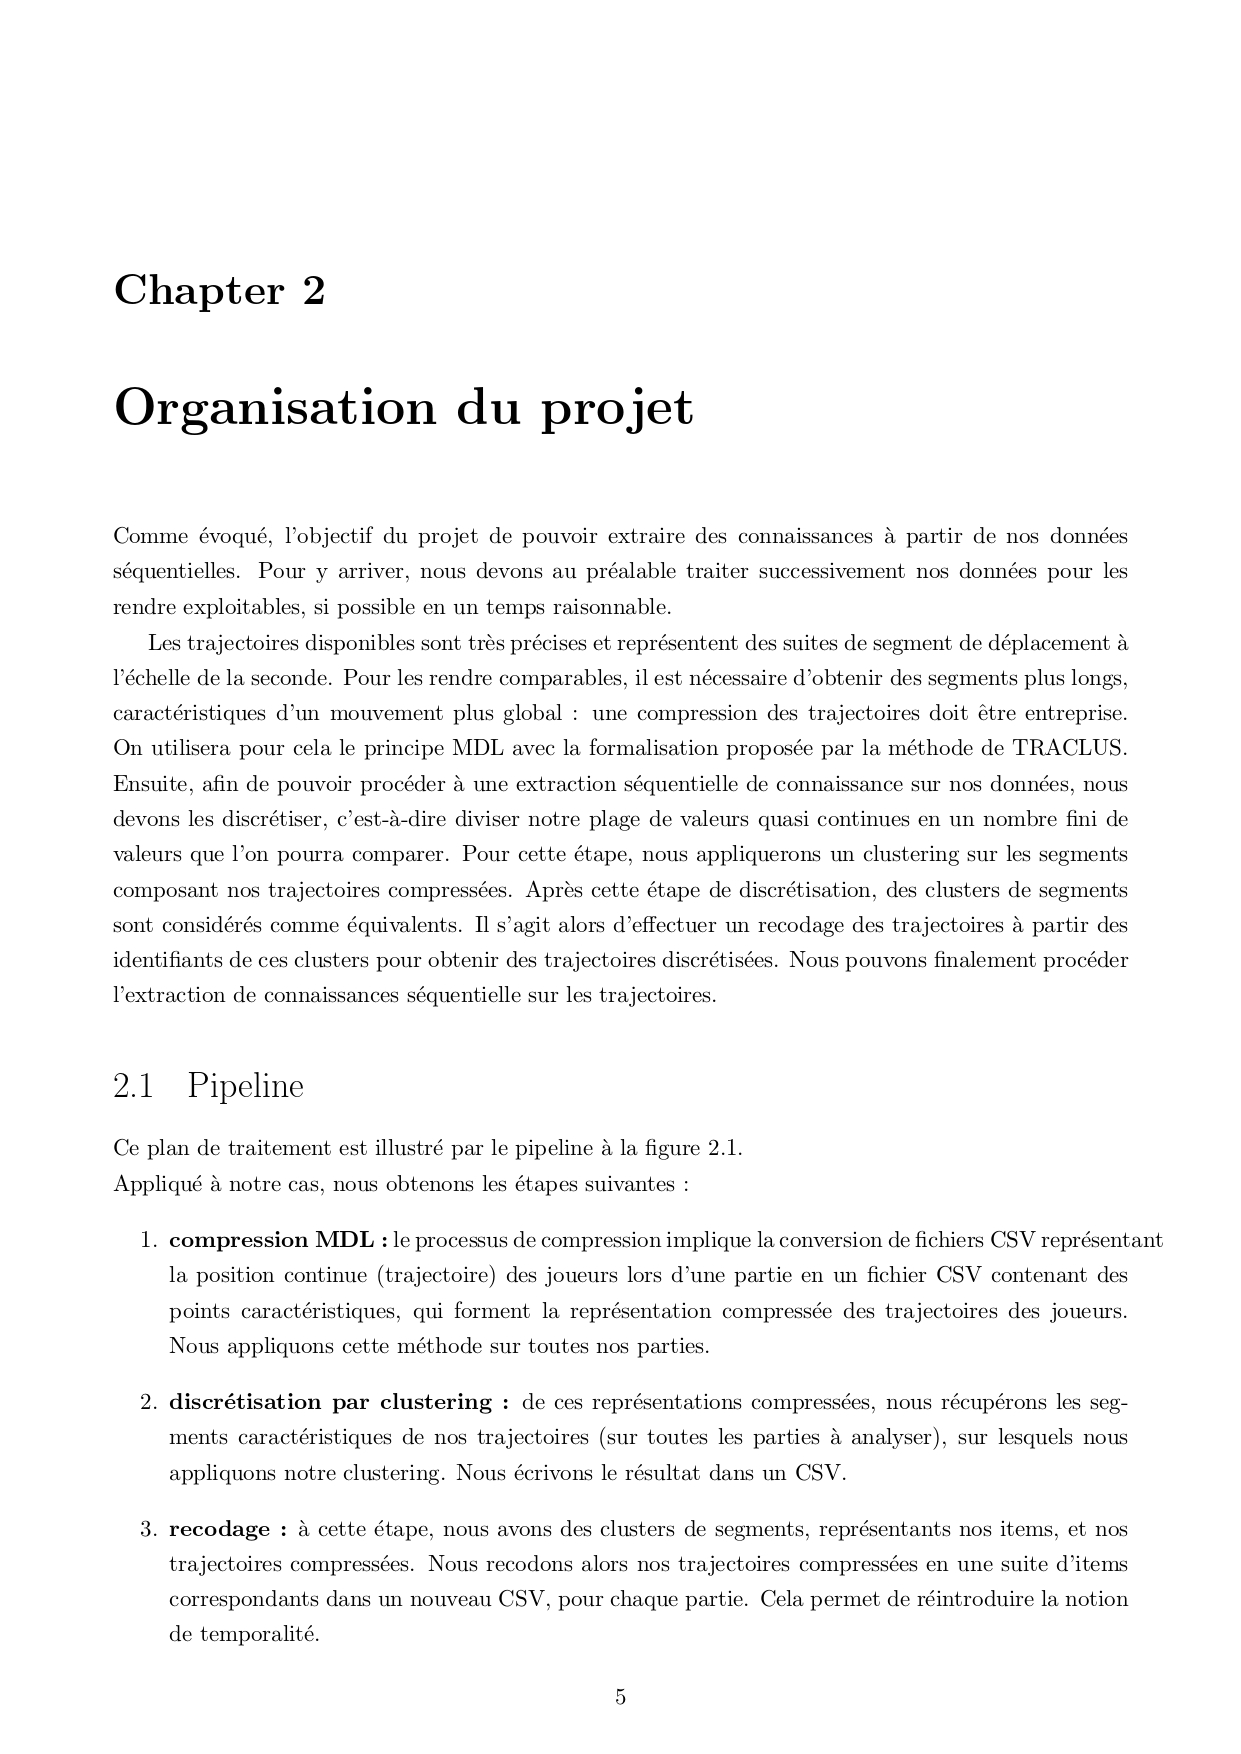 Chapter 2
Organisation du projet
Comme évoqué, l'objectif du projet de pouvoir extraire des connaissances à partir de nos données
séquentielles. Pour y arriver, nous devons au préalable traiter successivement nos données pour les
rendre exploitables, si possible en un temps raisonnable.
Les trajectoires disponibles sont très précises et représentent des suites de segment de déplacement à
l'échelle de la seconde. Pour les rendre comparables, il est nécessaire d'obtenir des segments plus longs,
caractéristiques d'un mouvement plus global : une compression des trajectoires doit être entreprise.
On utilisera pour cela le principe MDL avec la formalisation proposée par la méthode de TRACLUS.
Ensuite, afin de pouvoir procéder à une extraction séquentielle de connaissance sur nos données, nous
devons les discrétiser, c'est-à-dire diviser notre plage de valeurs quasi continues en un nombre fini de
valeurs que l'on pourra comparer. Pour cette étape, nous appliquerons un clustering sur les segments
composant nos trajectoires compressées. Après cette étape de discrétisation, des clusters de segments
sont considérés comme équivalents. Il s'agit alors d'effectuer un recodage des trajectoires à partir des
identifiants de ces clusters pour obtenir des trajectoires discrétisées. Nous pouvons finalement procéder
l'extraction de connaissances séquentielle sur les trajectoires.
2.1 Pipeline
Ce plan de traitement est illustré par le pipeline à la figure 2.1.
Appliqué à notre cas, nous obtenons les étapes suivantes :
1. compression MDL : le processus de compression implique la conversion de fichiers CSV représentant
la position continue (trajectoire) des joueurs lors d'une partie en un fichier CSV contenant des
points caractéristiques, qui forment la représentation compressée des trajectoires des joueurs.
Nous appliquons cette méthode sur toutes nos parties.
2. discrétisation par clustering : de ces représentations compressées, nous récupérons les seg-
ments caractéristiques de nos trajectoires (sur toutes les parties à analyser), sur lesquels nous
appliquons notre clustering. Nous écrivons le résultat dans un CSV.
3. recodage : à cette étape, nous avons des clusters de segments, représentants nos items, et nos
trajectoires compressées. Nous recodons alors nos trajectoires compressées en une suite d'items
correspondants dans un nouveau CSV, pour chaque partie. Cela permet de réintroduire la notion
de temporalité.
5